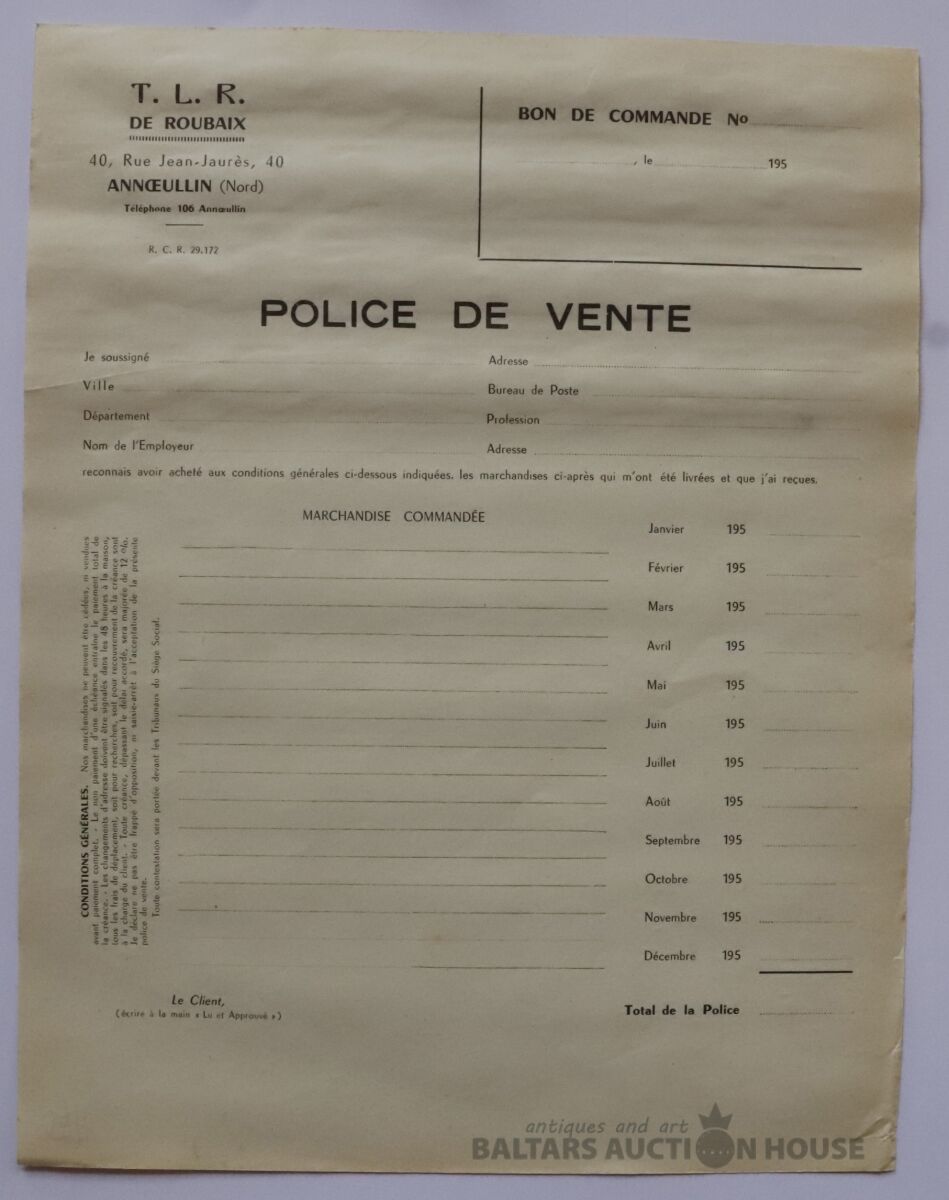 T. L. R.
DE ROUBAIX
40, Rue Jean-Jaurès, 40
ANNŒULLIN (Nord)
Téléphone 106 Annœullin
R. C. R. 29.172
BON DE COMMANDE No
, le 195
POLICE DE VENTE
Je soussigné
Adresse
Ville
Bureau de Poste
Département
Profession
Nom de l'Employeur
Adresse
reconnais avoir acheté aux conditions générales ci-dessous indiquées. les marchandises ci-après qui m'ont été livrées et que j'ai reçues.
CONDITIONS GÉNÉRALES. Nos marchandises ne peuvent être cédées, ni vendues
avant paiement complet. - Le non paiement d'une échéance entraîne le paiement total de
la créance. - Les changements d'adresse doivent être signalés dans les 48 heures à la maison,
tous les frais de déplacement, soit pour recherches, soit pour recouvrement de la créance sont
à la charge du client. - Toute créance, dépassant le délai accordé, sera majorée de 12 %.
Je déclare ne pas être frappé d'opposition, ni saisie-arrêt à l'acceptation de la présente
police de vente.
Toute contestation sera portée devant les Tribunaux du Siège Social.
MARCHANDISE COMMANDÉE
Janvier 195
Février 195
Mars 195
Avril 195
Mai 195
Juin 195
Juillet 195
Août 195
Septembre 195
Octobre 195
Novembre 195
Décembre 195
Le Client,
(écrire à la main « Lu et Approuvé »)
Total de la Police
antiques and art
BALTARS AUCTION HOUSE